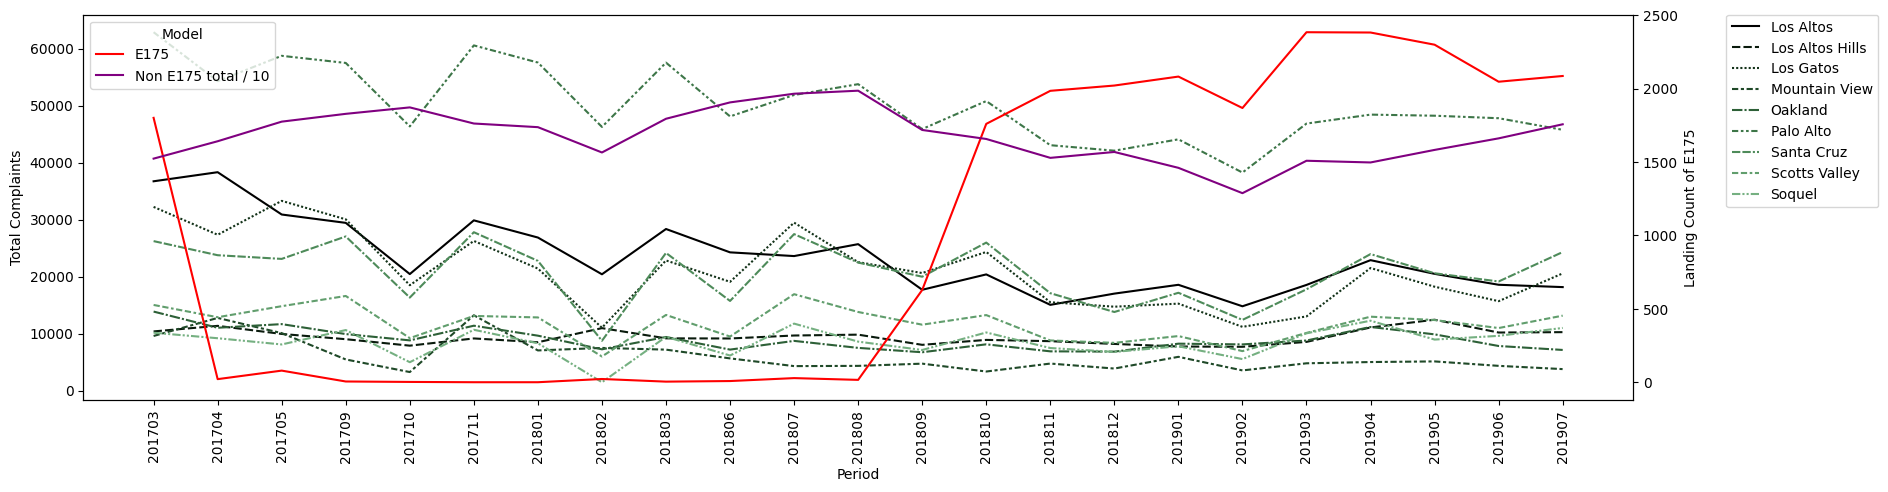 Model
E175
Non E175 total / 10
Total Complaints
60000
50000
40000
30000
20000
10000
0
201703
201704
201705
201709
201710
201711
201801
201802
201803
201806
201807
201808
201809
201810
201811
201812
201901
201902
201903
201904
201905
201906
201907
Period
2500
2000
1500
1000
500
0
Landing Count of E175
Los Altos
Los Altos Hills
Los Gatos
Mountain View
Oakland
Palo Alto
Santa Cruz
Scotts Valley
Soquel